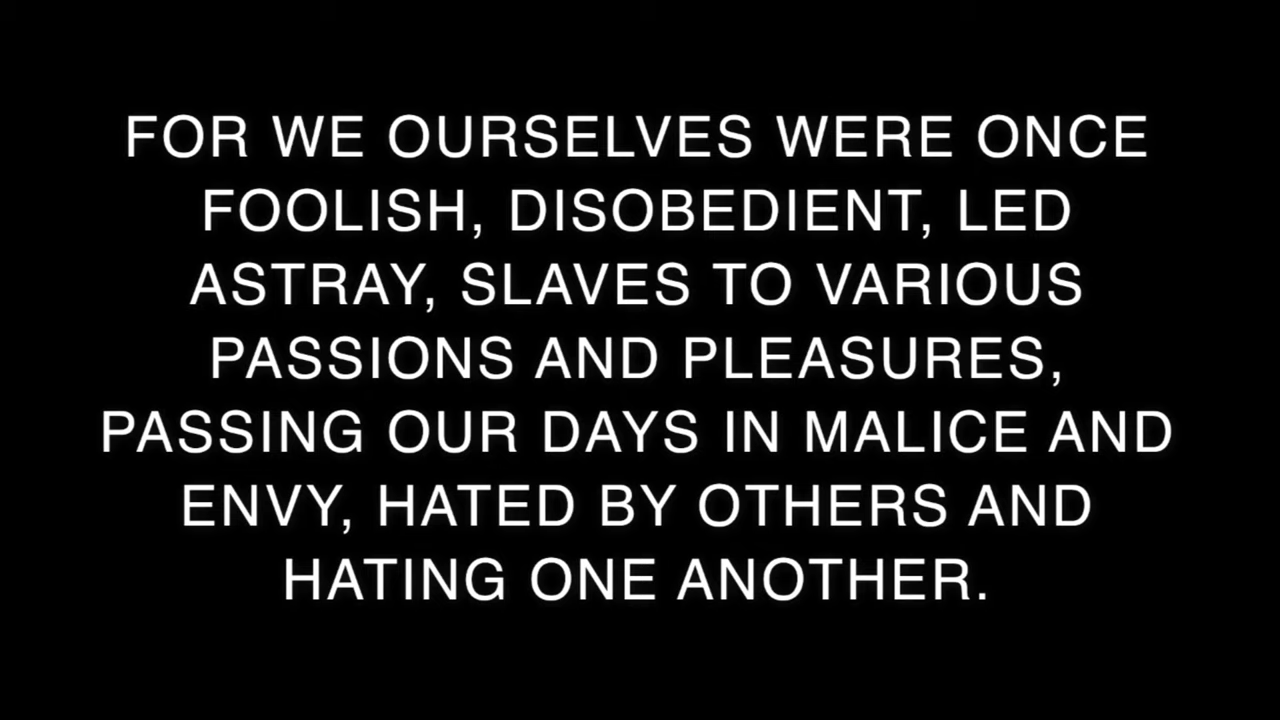 FOR WE OURSELVES WERE ONCE
FOOLISH, DISOBEDIENT, LED
ASTRAY, SLAVES TO VARIOUS
PASSIONS AND PLEASURES,
PASSING OUR DAYS IN MALICE AND
ENVY, HATED BY OTHERS AND
HATING ONE ANOTHER.